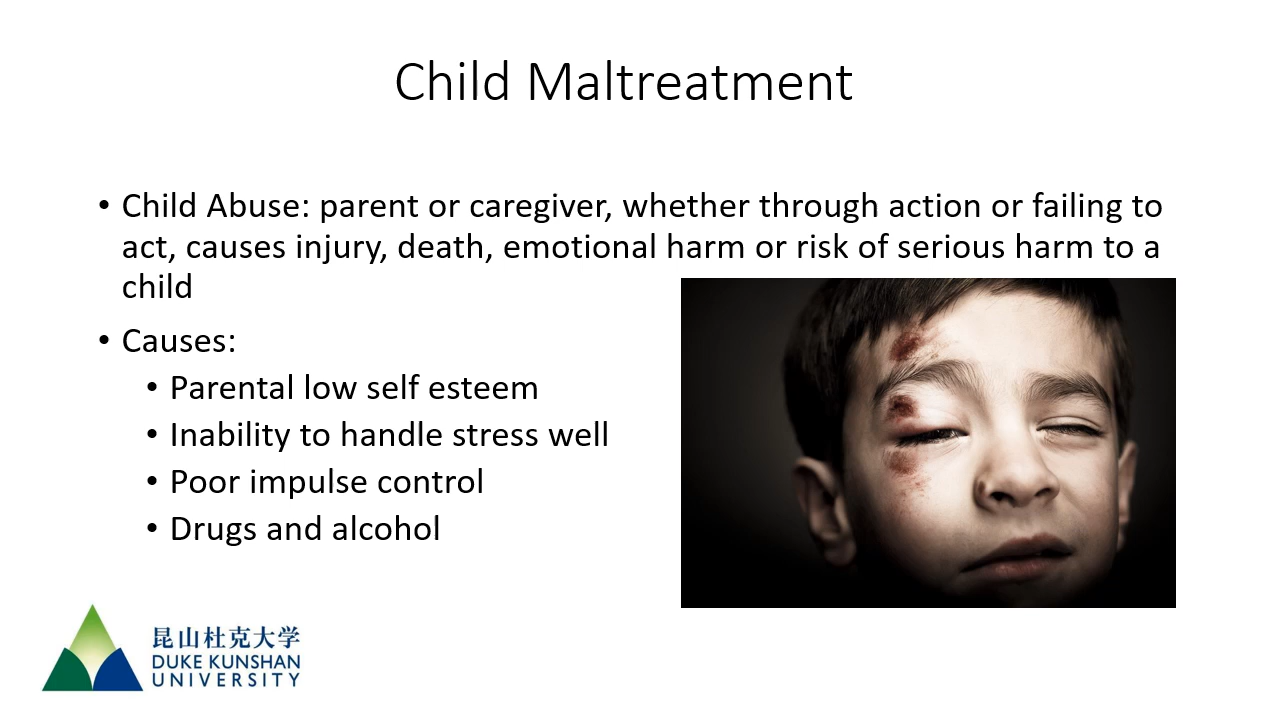 Child Maltreatment
• Child Abuse: parent or caregiver, whether through action or failing to
act, causes injury, death, emotional harm or risk of serious harm to a
child
• Causes:
• Parental low self esteem
• Inability to handle stress well
• Poor impulse control
• Drugs and alcohol
昆山杜克大学
DUKE KUNSHAN
UNIVERSITY